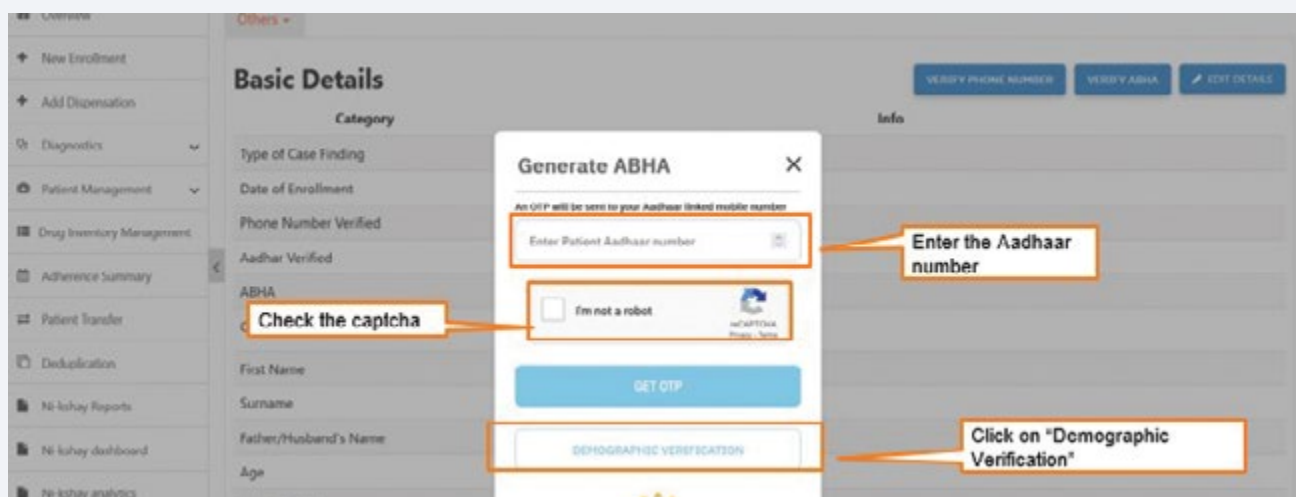 Overview
Others
New Enrollment
Add Dispensation
Diagnostics
Patient Management
Drug Inventory Management
Adherence Summary
Patient Transfer
Deduplication
Ni-kshay Reports
Ni-kshay dashboard
Ni-kshay analytics
Basic Details
VERIFY PHONE NUMBER
VERIFY ABHA
EDIT DETAILS
Category
Info
Type of Case Finding
Date of Enrollment
Phone Number Verified
Aadhar Verified
ABHA
First Name
Surname
Father/Husband's Name
Age
Generate ABHA
An OTP will be sent to your Aadhaar linked mobile number
Enter Patient Aadhaar number
I'm not a robot
reCAPTCHA
Privacy - Terms
GET OTP
DEMOGRAPHIC VERIFICATION
Enter the Aadhaar
number
Check the captcha
Click on "Demographic
Verification"